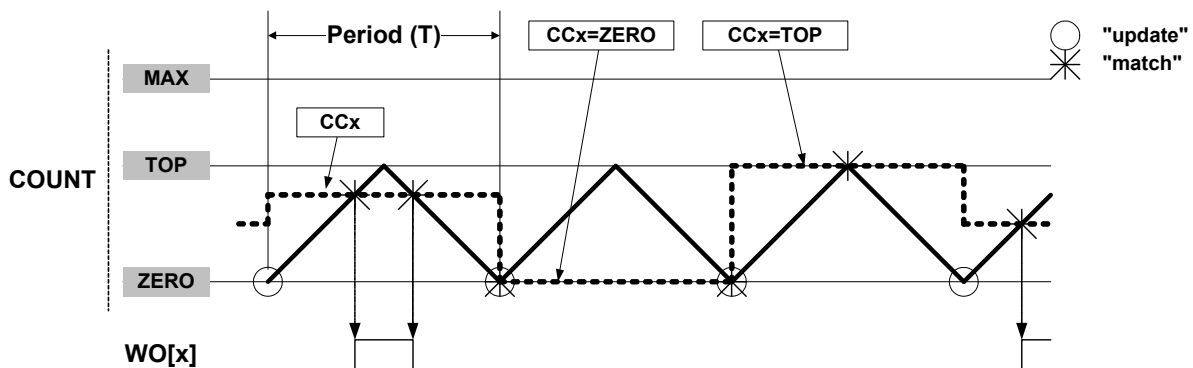 Period (T)
CCx=ZERO
CCx=TOP
"update"
"match"
MAX
CCx
TOP
COUNT
ZERO
WO[x]